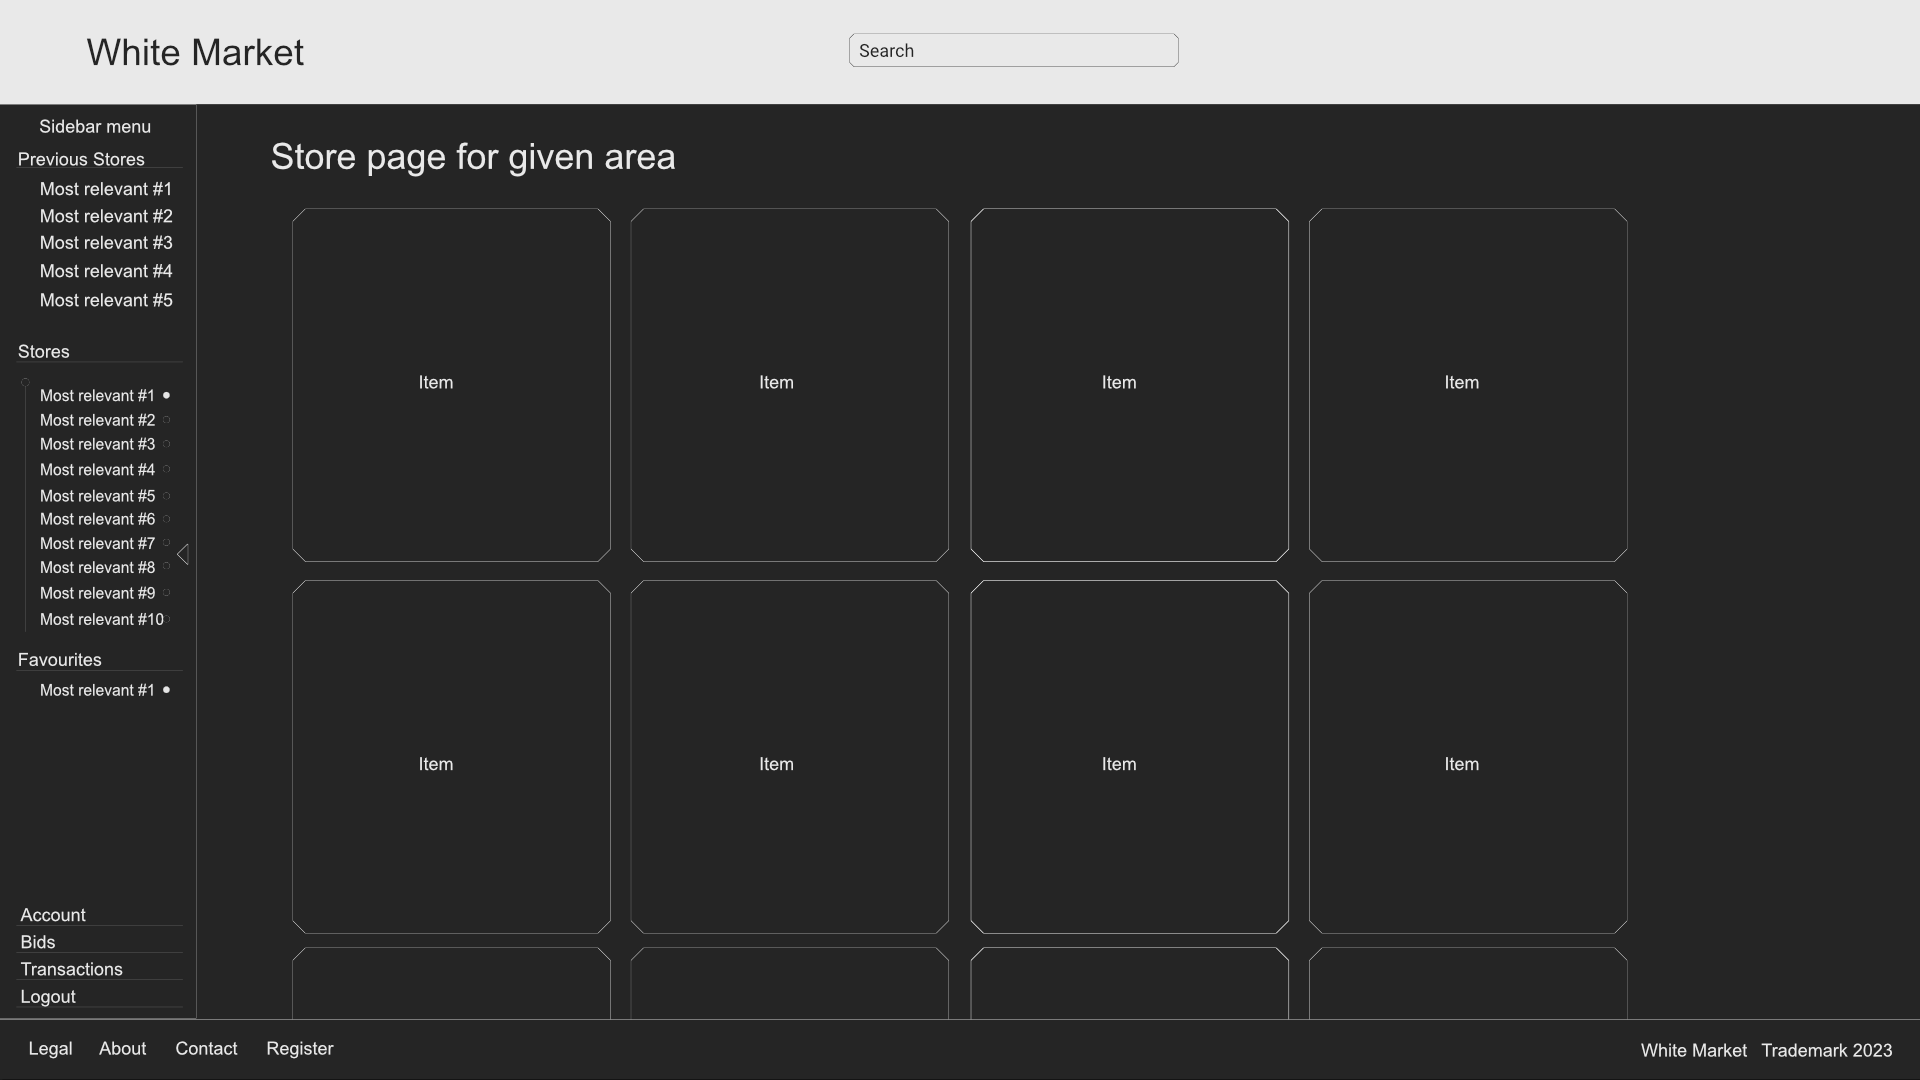 White Market
Search
Sidebar menu
Previous Stores
Most relevant #1
Most relevant #2
Most relevant #3
Most relevant #4
Most relevant #5
Stores
Most relevant #1
Most relevant #2
Most relevant #3
Most relevant #4
Most relevant #5
Most relevant #6
Most relevant #7
Most relevant #8
Most relevant #9
Most relevant #10
Favourites
Most relevant #1
Account
Bids
Transactions
Logout
Store page for given area
Item Item Item Item
Item Item Item Item
Legal About Contact Register
White Market Trademark 2023